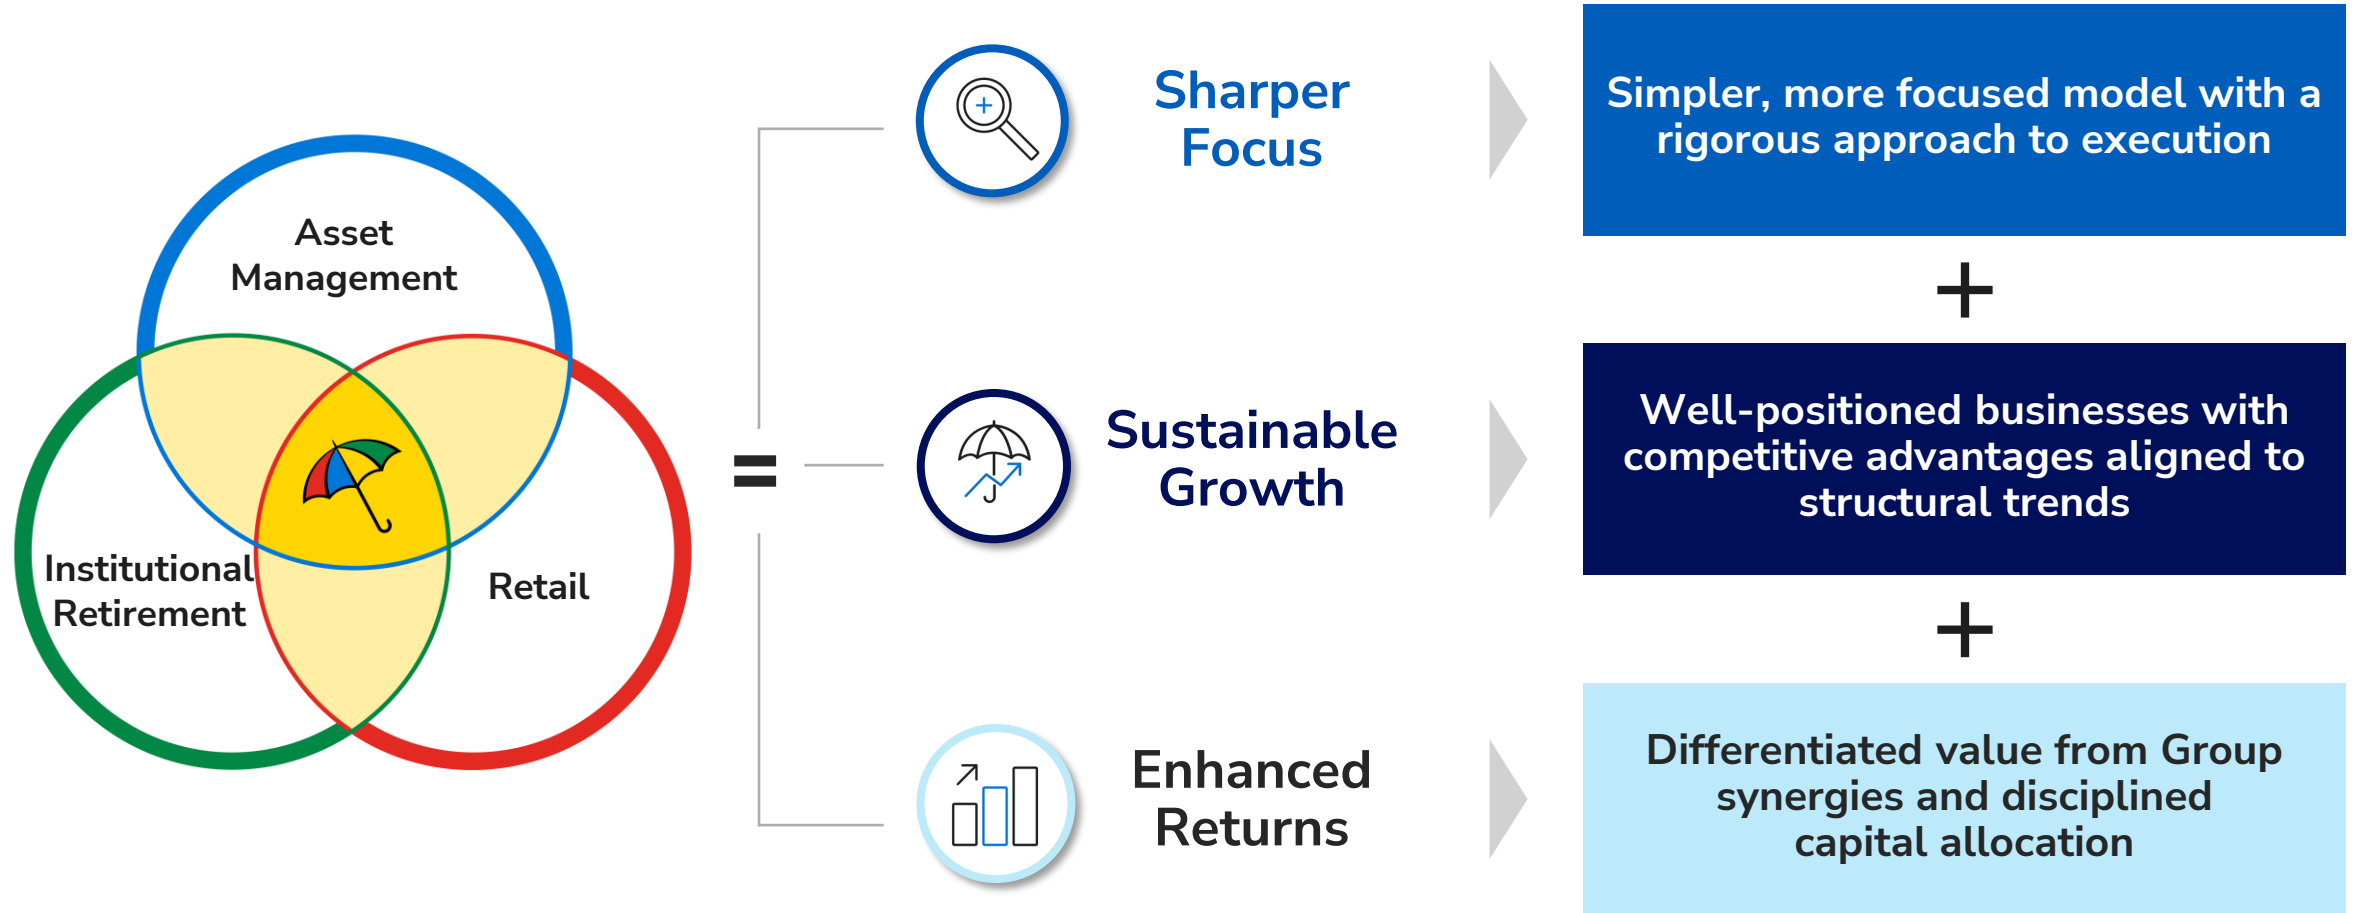 Asset
Management
Institutional
Retirement
Retail
=
Sharper
Focus
Simpler, more focused model with a
rigorous approach to execution
+
Sustainable
Growth
Well-positioned businesses with
competitive advantages aligned to
structural trends
+
Enhanced
Returns
Differentiated value from Group
synergies and disciplined
capital allocation